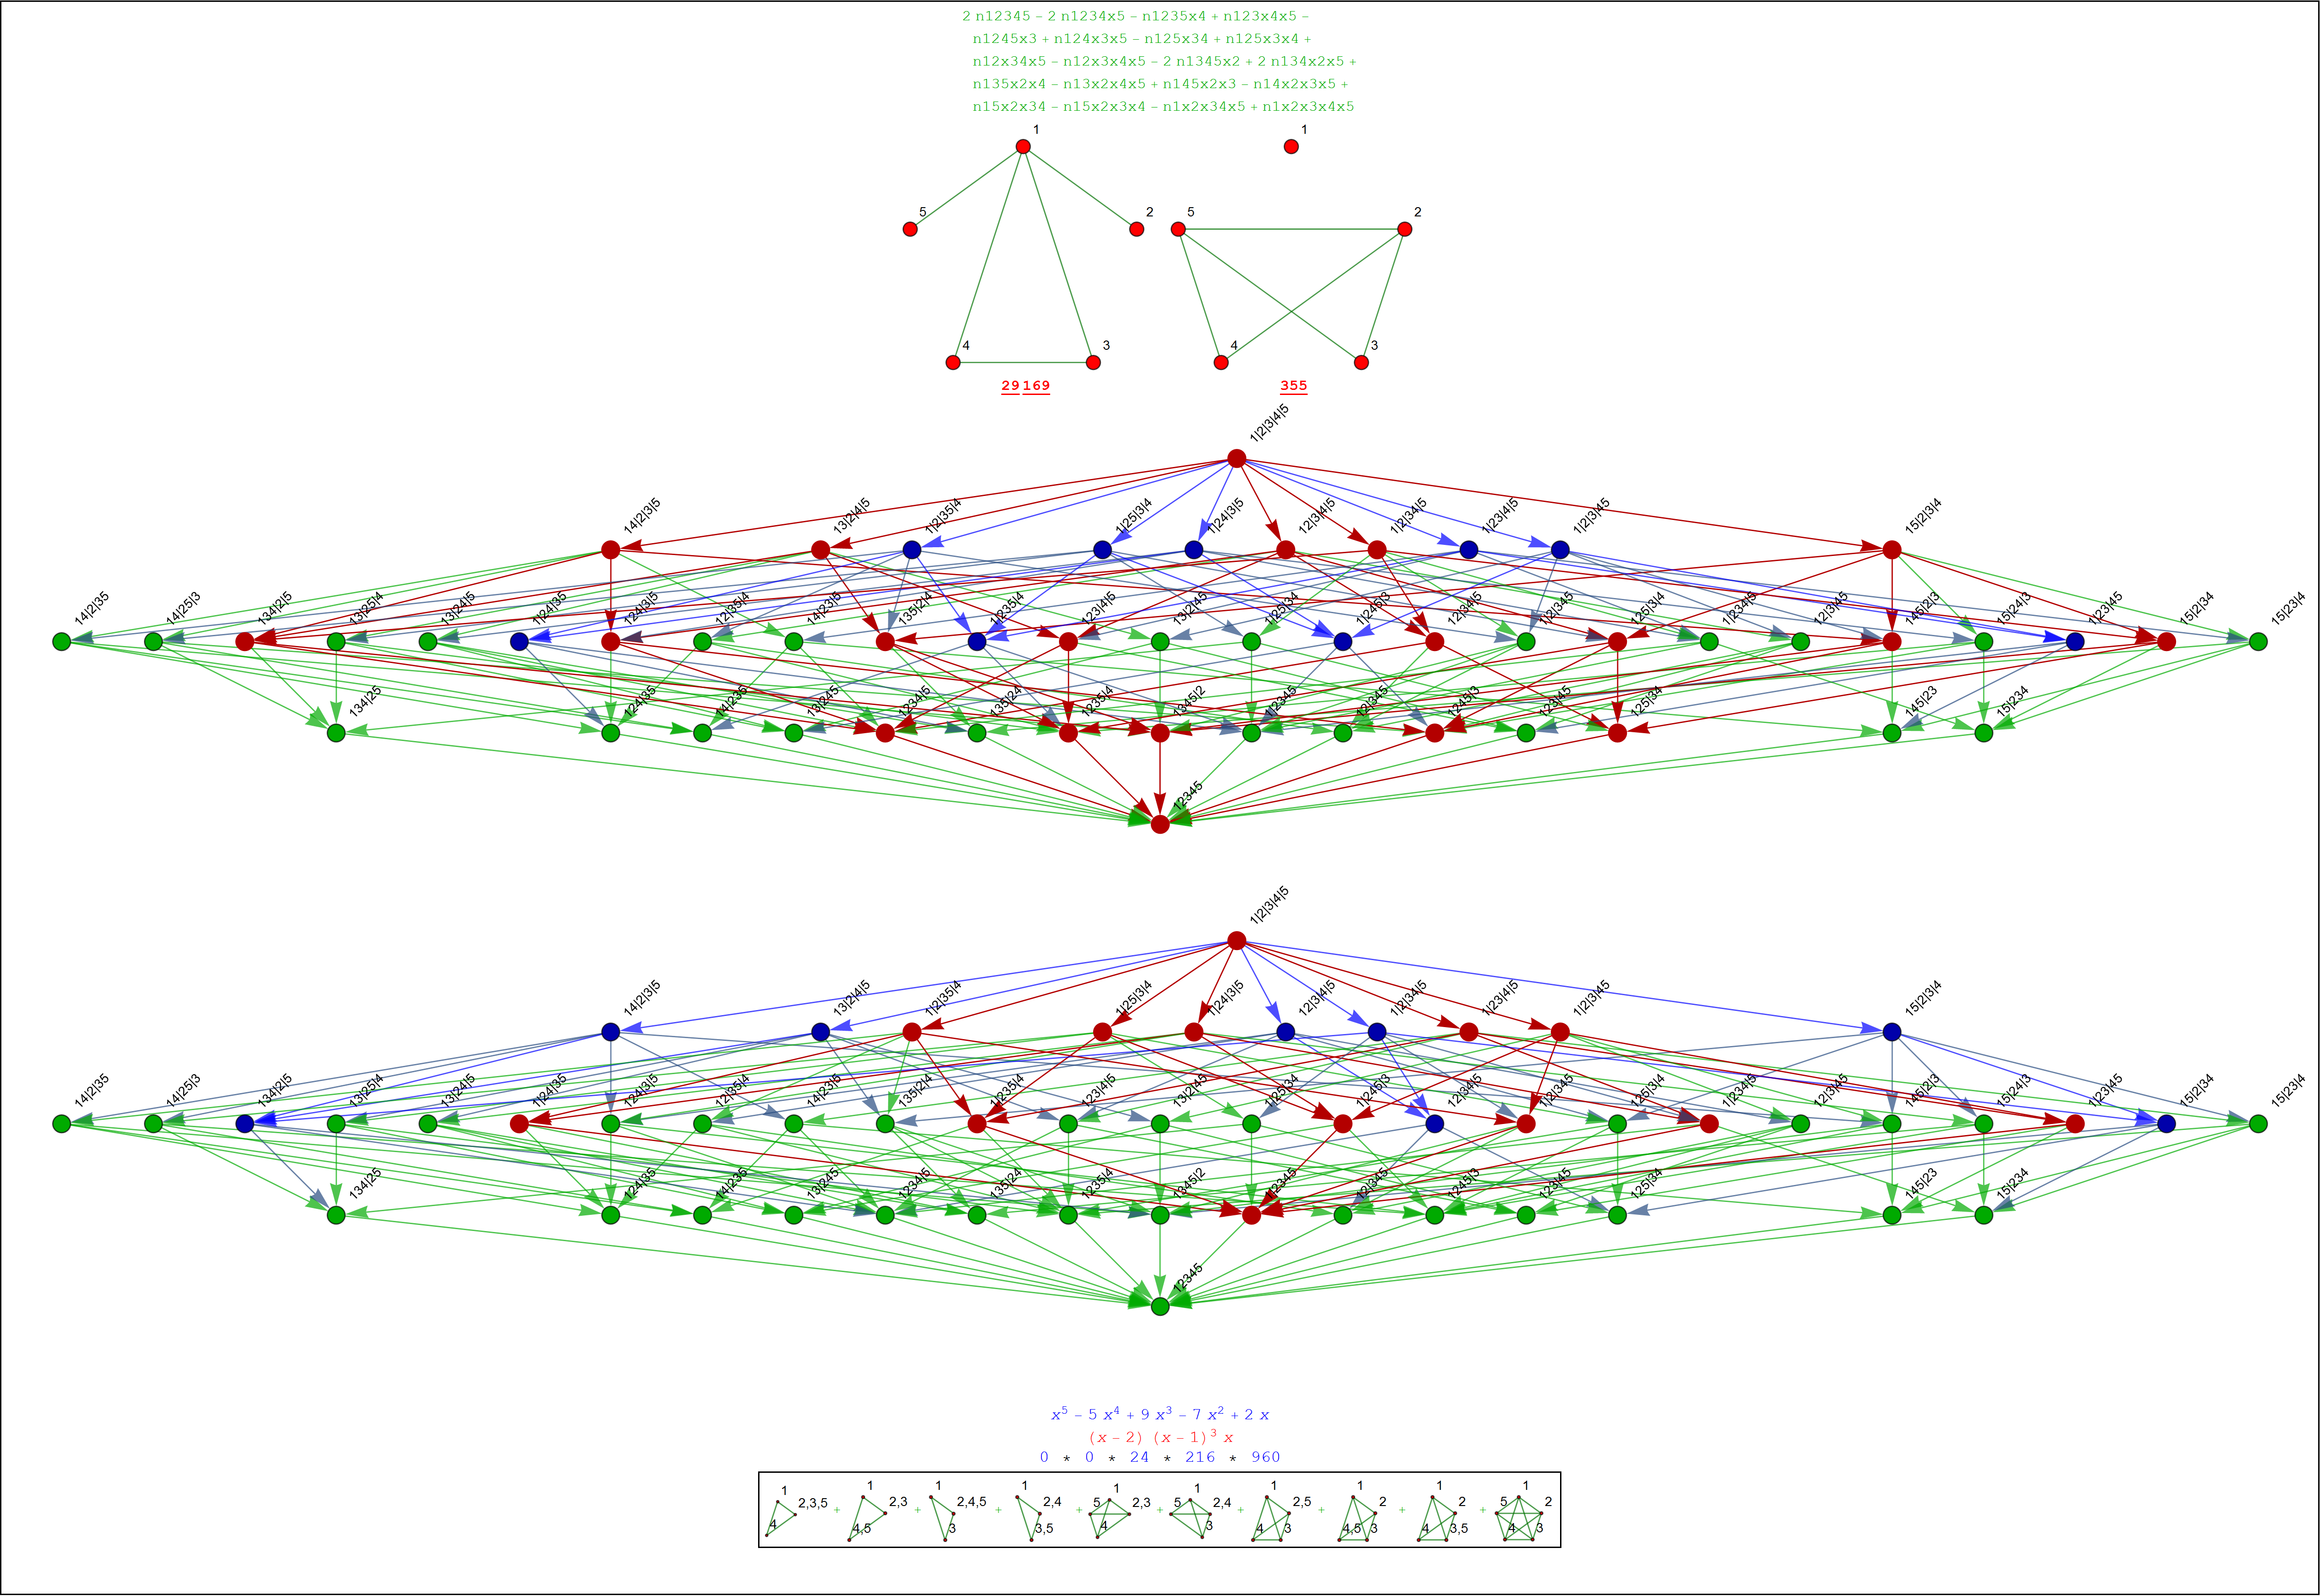 2 n12345 – 2 n1234x5 – n1235x4 + n123x4x5 –
n1245x3 + n124x3x5 – n125x34 + n125x3x4 +
n12x34x5 – n12x3x4x5 – 2 n1345x2 + 2 n134x2x5 +
n135x2x4 – n13x2x4x5 + n145x2x3 – n14x2x3x5 +
n15x2x34 – n15x2x3x4 – n1x2x34x5 + n1x2x3x4x5
1 1
5 2 5 2
4 3 4 3
29 169 355
1|2|3|4|5
14|2|3|5 13|2|4|5 1|2|35|4 1|25|3|4 1|24|3|5 12|3|4|5 1|2|34|5 1|23|4|5 1|2|3|45 15|2|3|4
14|2|35 14|25|3 134|2|5 13|25|4 13|24|5 1|24|35 124|3|5 12|35|4 14|23|5 135|2|4 1|235|4 123|4|5 13|2|45 1|25|34 1|245|3 12|34|5 1|2|345 125|3|4 1|234|5 12|3|45 145|2|3 15|24|3 1|23|45 15|2|34 15|23|4
134|25 124|35 14|235 13|245 1234|5 135|24 1235|4 1345|2 1|2345 12|345 1245|3 123|45 125|34 145|23 15|234
12345
1|2|3|4|5
14|2|3|5 13|2|4|5 1|2|35|4 1|25|3|4 1|24|3|5 12|3|4|5 1|2|34|5 1|23|4|5 1|2|3|45 15|2|3|4
14|2|35 14|25|3 134|2|5 13|25|4 13|24|5 1|24|35 124|3|5 12|35|4 14|23|5 135|2|4 1|235|4 123|4|5 13|2|45 1|25|34 1|245|3 12|34|5 1|2|345 125|3|4 1|234|5 12|3|45 145|2|3 15|24|3 1|23|45 15|2|34 15|23|4
134|25 124|35 14|235 13|245 1234|5 135|24 1235|4 1345|2 1|2345 12|345 1245|3 123|45 125|34 145|23 15|234
12345
x⁵ – 5 x⁴ + 9 x³ – 7 x² + 2 x
(x – 2) (x – 1)³ x
0 * 0 * 24 * 216 * 960
1 2,3,5 4 + 1 2,3 4,5 + 1 2,4,5 3 + 1 2,4 3,5 + 1 5 2,3 4 + 1 5 2,4 3 + 1 2,5 4 3 + 1 2 4,5 3 + 1 2 4 3,5 + 1 5 2 4 3